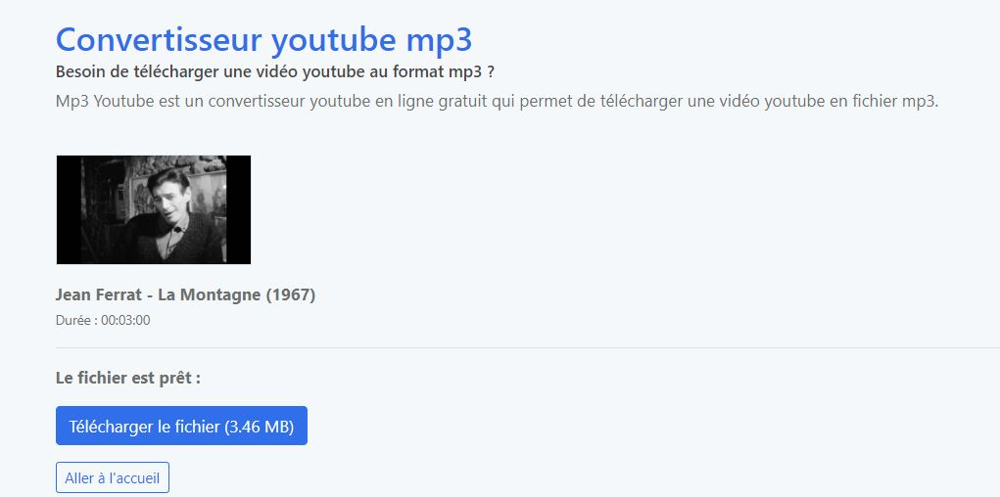 Convertisseur youtube mp3
Besoin de télécharger une vidéo youtube au format mp3 ?
Mp3 Youtube est un convertisseur youtube en ligne gratuit qui permet de télécharger une vidéo youtube en fichier mp3.
Jean Ferrat - La Montagne (1967)
Durée : 00:03:00
Le fichier est prêt :
Télécharger le fichier (3.46 MB)
Aller à l'accueil